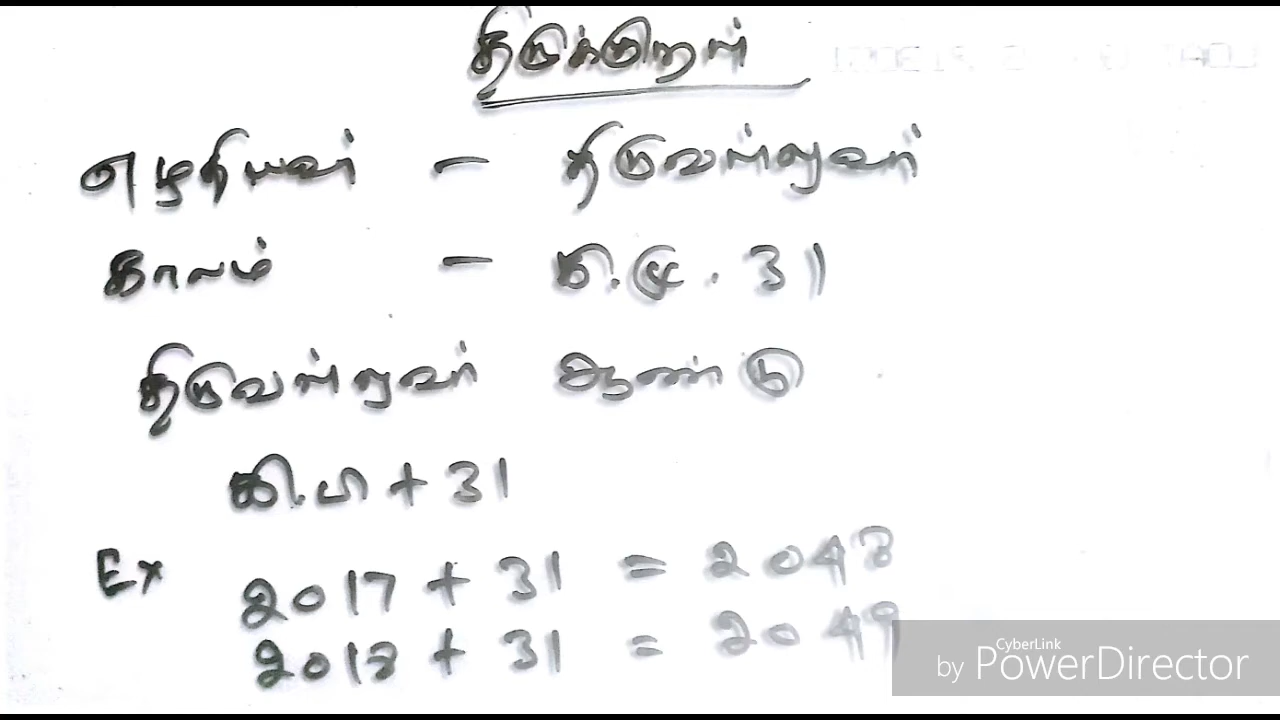 திருக்குறள்
எழுதியவர் - திருவள்ளுவர்
காலம் - கி.மு. 31
திருவள்ளுவர் ஆண்டு
கி.பி + 31
Ex 2017 + 31 = 2048
2018 + 31 = 2049
CyberLink
by PowerDirector